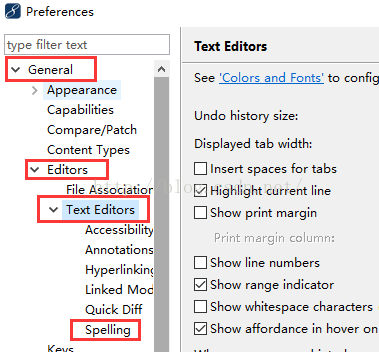 Preferences
type filter text
General
Appearance
Capabilities
Compare/Patch
Content Types
Editors
File Association
Text Editors
Accessibility
Annotations
Hyperlinking
Linked Mod
Quick Diff
Spelling
Keys
Text Editors
See 'Colors and Fonts' to config
Undo history size:
Displayed tab width:
Insert spaces for tabs
Highlight current line
Show print margin
Print margin column:
Show line numbers
Show range indicator
Show whitespace characters (
Show affordance in hover on